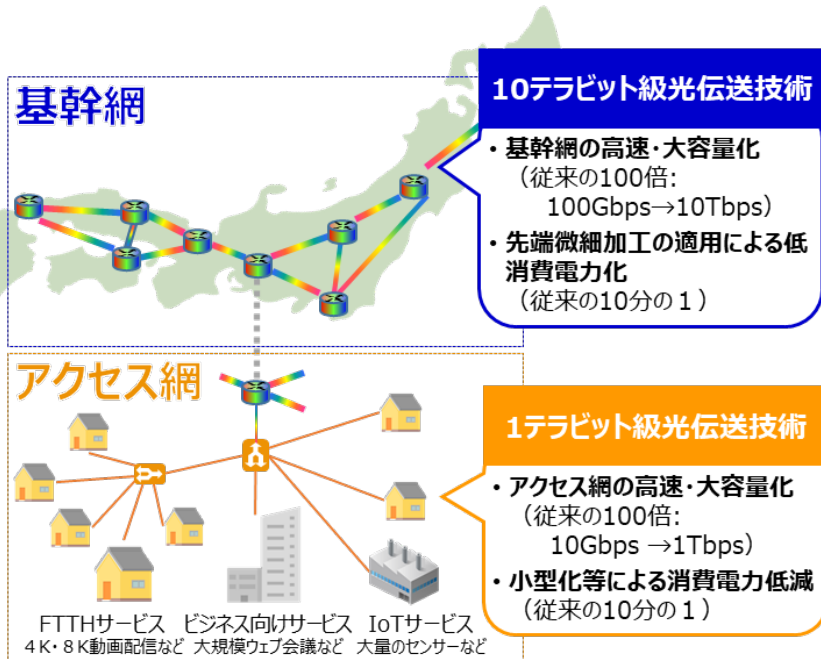 基幹網
10テラビット級光伝送技術
・基幹網の高速・大容量化
（従来の100倍:
100Gbps→10Tbps）
・先端微細加工の適用による低
消費電力化
（従来の10分の１）
アクセス網
1テラビット級光伝送技術
・アクセス網の高速・大容量化
（従来の100倍:
10Gbps →1Tbps）
・小型化等による消費電力低減
（従来の10分の１）
FTTHサービス ビジネス向けサービス IoTサービス
４K・８K動画配信など 大規模ウェブ会議など 大量のセンサーなど